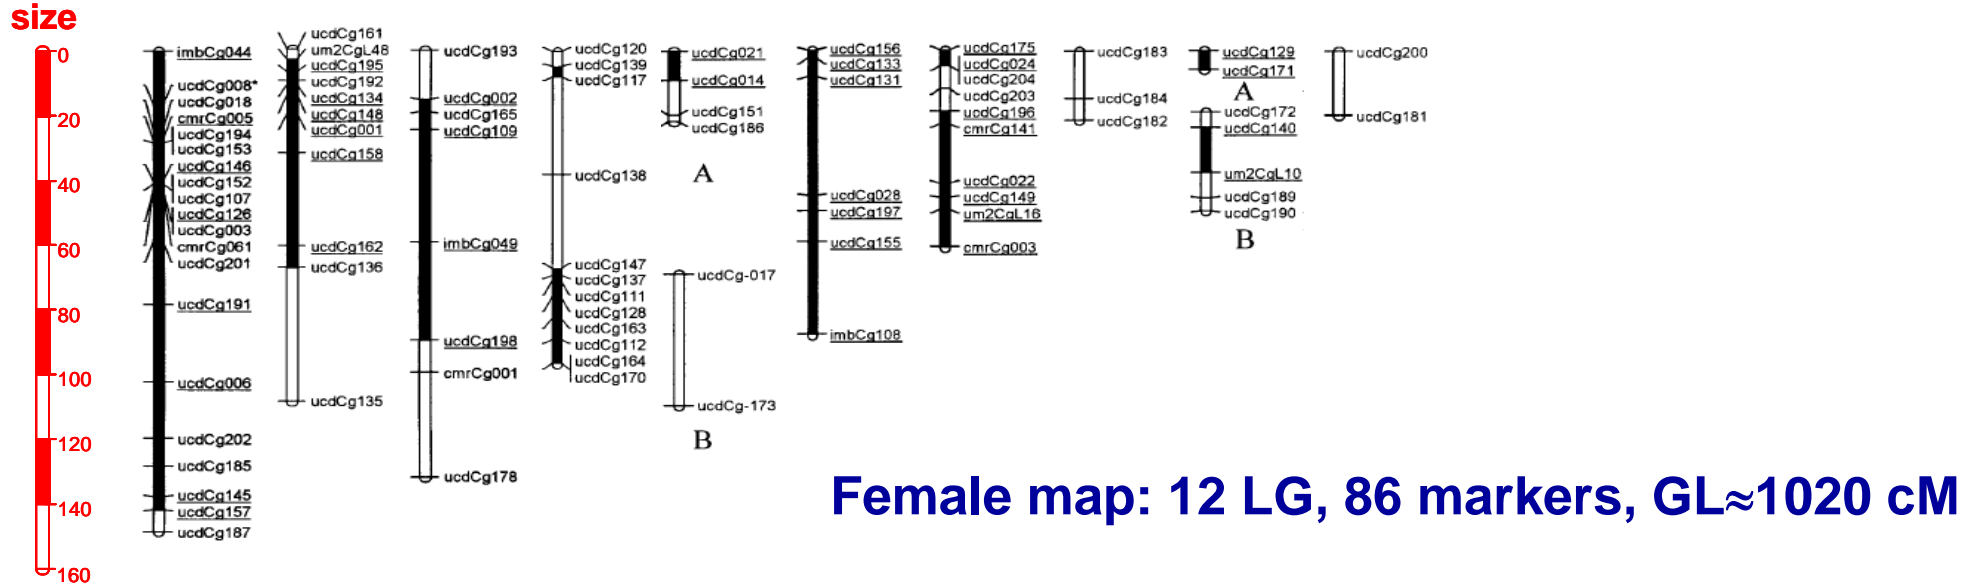 size
0
20
40
60
80
100
120
140
160
imbCg044
ucdCg008*
ucdCg018
cmrCg005
ucdCg194
ucdCg153
ucdCg146
ucdCg152
ucdCg107
ucdCg126
ucdCg003
cmrCg061
ucdCg201
ucdCg191
ucdCg006
ucdCg202
ucdCg185
ucdCg145
ucdCg157
ucdCg187
ucdCg161
um2CgL48
ucdCg195
ucdCg192
ucdCg134
ucdCg148
ucdCg001
ucdCg158
ucdCg162
ucdCg136
ucdCg135
ucdCg193
ucdCg002
ucdCg165
ucdCg109
imbCg049
ucdCg198
cmrCg001
ucdCg178
ucdCg120
ucdCg139
ucdCg117
ucdCg138
ucdCg147
ucdCg137
ucdCg111
ucdCg128
ucdCg163
ucdCg112
ucdCg164
ucdCg170
ucdCg021
ucdCg014
ucdCg151
ucdCg186
A
ucdCg-017
ucdCg-173
B
ucdCg156
ucdCg133
ucdCg131
ucdCg028
ucdCg197
ucdCg155
imbCg108
ucdCg175
ucdCg024
ucdCg204
ucdCg203
ucdCg196
cmrCg141
ucdCg022
ucdCg149
um2CgL16
cmrCg003
ucdCg183
ucdCg184
ucdCg182
ucdCg129
ucdCg171
A
ucdCg172
ucdCg140
um2CgL10
ucdCg189
ucdCg190
B
ucdCg200
ucdCg181
Female map: 12 LG, 86 markers, GL≈1020 cM